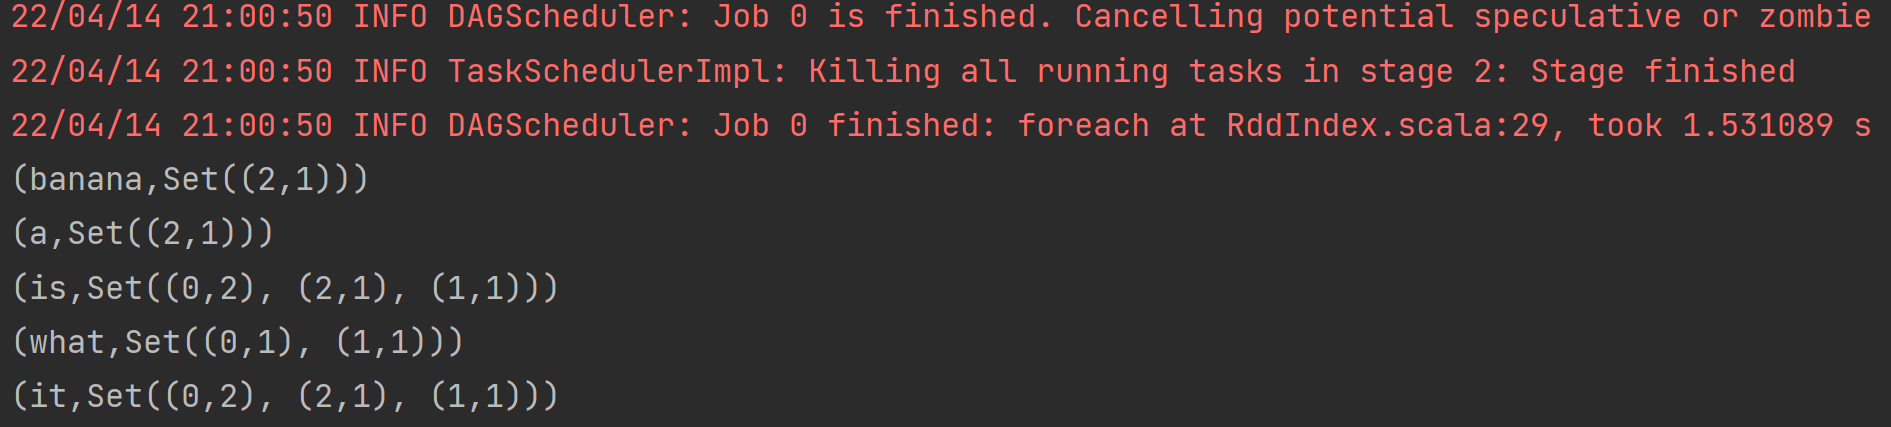 22/04/14 21:00:50 INFO DAGScheduler: Job 0 is finished. Cancelling potential speculative or zombie
22/04/14 21:00:50 INFO TaskSchedulerImpl: Killing all running tasks in stage 2: Stage finished
22/04/14 21:00:50 INFO DAGScheduler: Job 0 finished: foreach at RddIndex.scala:29, took 1.531089 s
(banana,Set((2,1)))
(a,Set((2,1)))
(is,Set((0,2), (2,1), (1,1)))
(what,Set((0,1), (1,1)))
(it,Set((0,2), (2,1), (1,1)))